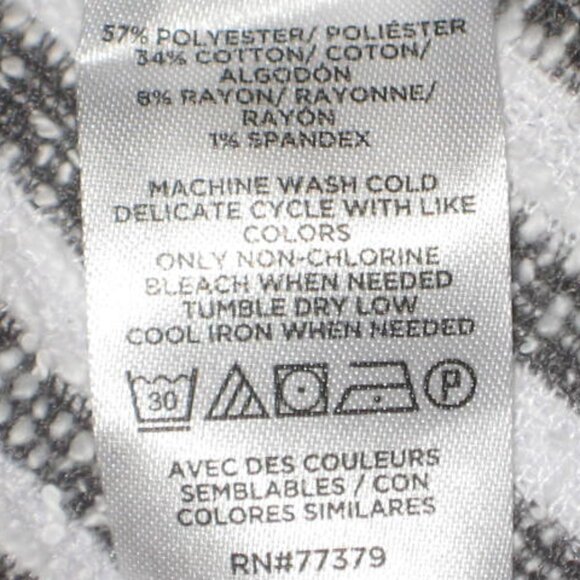 57% POLYESTER/ POLIÉSTER
34% COTTON/ COTON/
ALGODÓN
8% RAYON/ RAYONNE/
RAYÓN
1% SPANDEX
MACHINE WASH COLD
DELICATE CYCLE WITH LIKE
COLORS
ONLY NON-CHLORINE
BLEACH WHEN NEEDED
TUMBLE DRY LOW
COOL IRON WHEN NEEDED
30 P
AVEC DES COULEURS
SEMBLABLES / CON
COLORES SIMILARES
RN#77379